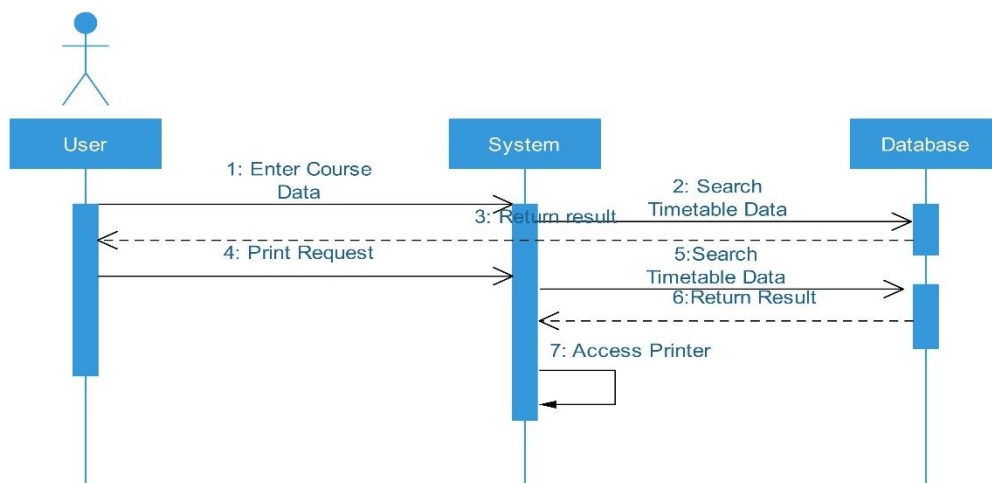 User
System
Database
1: Enter Course
Data
2: Search
Timetable Data
3: Return result
4: Print Request
5:Search
Timetable Data
6:Return Result
7: Access Printer